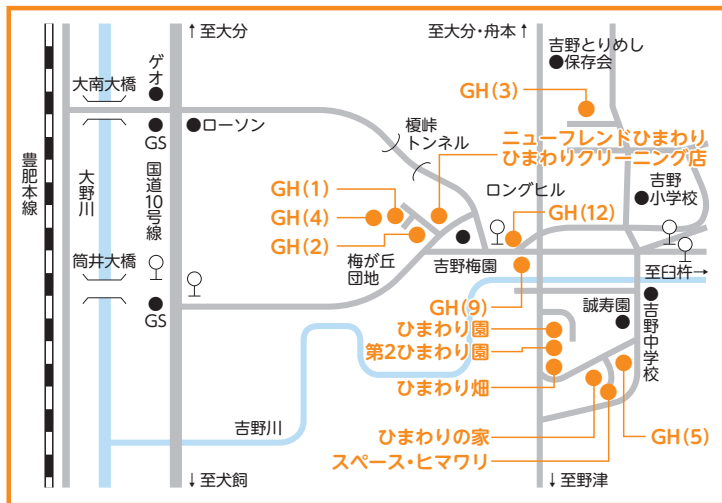 ↑至大分
至大分・舟本↑
吉野とりめし
保存会
ゲオ
大南大橋
GH(3)
ローソン
榎峠
トンネル
ニューフレンドひまわり
ひまわりクリーニング店
GS
豊肥本線
大野川
国道10号線
GH(1)
GH(4)
GH(2)
ロングヒル
吉野
小学校
GH(12)
梅が丘
団地
吉野梅園
筒井大橋
至臼杵→
GH(9)
GS
ひまわり園
第2ひまわり園
ひまわり畑
誠寿園
吉野中学校
吉野川
ひまわりの家
スペース・ヒマワリ
GH(5)
↓至犬飼
↓至野津